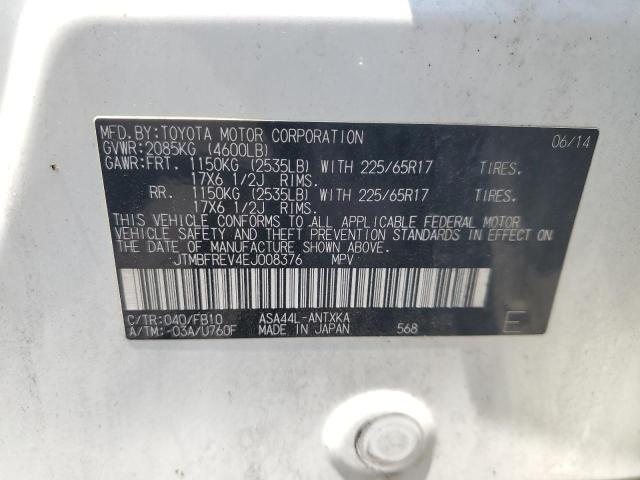 MFD.BY:TOYOTA MOTOR CORPORATION 06/14
GVWR:2085KG (4600LB)
GAWR:FRT. 1150KG (2535LB) WITH 225/65R17 TIRES.
17X6 1/2J RIMS.
RR. 1150KG (2535LB) WITH 225/65R17 TIRES.
17X6 1/2J RIMS.
THIS VEHICLE CONFORMS TO ALL APPLICABLE FEDERAL MOTOR
VEHICLE SAFETY AND THEFT PREVENTION STANDARDS IN EFFECT ON
THE DATE OF MANUFACTURE SHOWN ABOVE.
JTMBFREV4EJ008376 MPV
C/TR:040/FB10 ASA44L-ANTXKA
A/TM:-03A/U760F MADE IN JAPAN 568
E